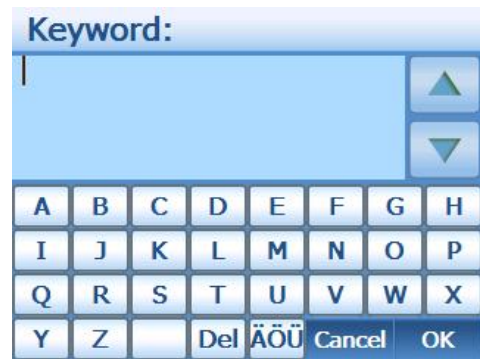 Keyword:
A B C D E F G H
I J K L M N O P
Q R S T U V W X
Y Z Del ÄÖÜ Cancel OK